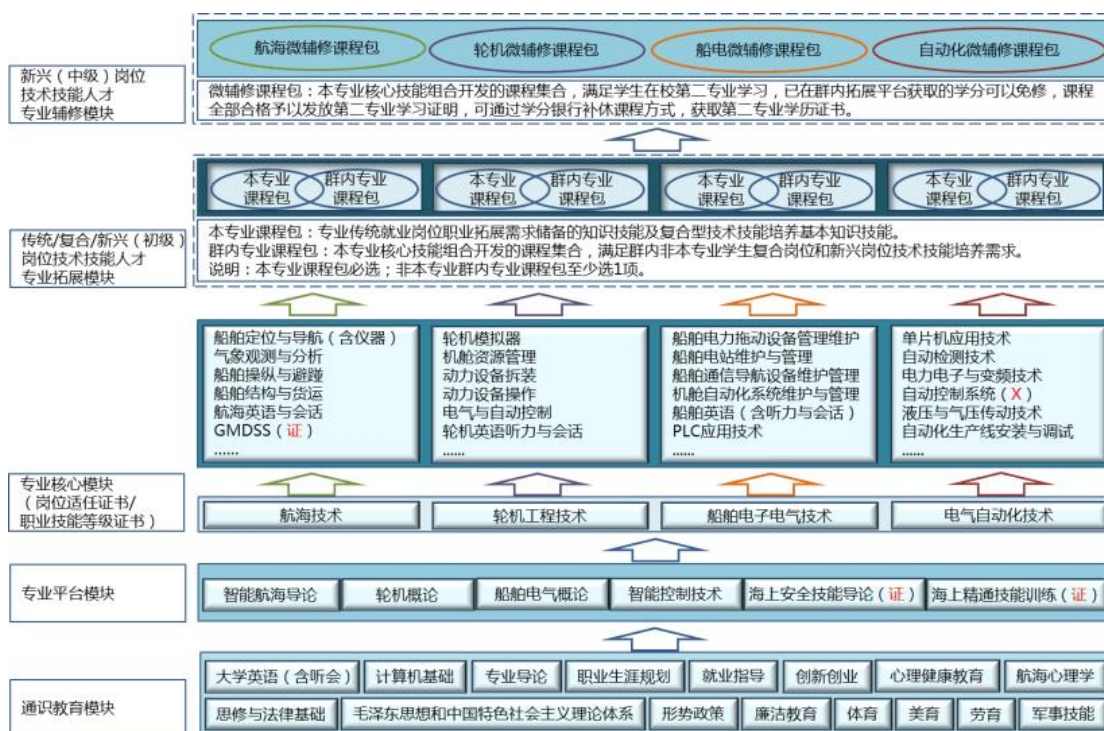 航海微辅修课程包
轮机微辅修课程包
船电微辅修课程包
自动化微辅修课程包
新兴（中级）岗位
技术技能人才
专业辅修模块
微辅修课程包：本专业核心技能组合开发的课程集合，满足学生在校第二专业学习，已在群内拓展平台获取的学分可以免修，课程
全部合格予以发放第二专业学习证明，可通过学分银行补休课程方式，获取第二专业学历证书。
本专业
课程包
群内专业
课程包
本专业
课程包
群内专业
课程包
本专业
课程包
群内专业
课程包
本专业
课程包
群内专业
课程包
传统/复合/新兴（初级）
岗位技术技能人才
专业拓展模块
本专业课程包：专业传统就业岗位职业拓展需求储备的知识技能及复合型技术技能培养基本知识技能。
群内专业课程包：本专业核心技能组合开发的课程集合，满足群内非本专业学生复合岗位和新兴岗位技术技能培养需求。
说明：本专业课程包必选；非本专业群内专业课程包至少选1项。
船舶定位与导航（含仪器）
气象观测与分析
船舶操纵与避碰
船舶结构与货运
航海英语与会话
GMDSS（证）
......
轮机模拟器
机舱资源管理
动力设备拆装
动力设备操作
电气与自动控制
轮机英语听力与会话
......
船舶电力拖动设备管理维护
船舶电站维护与管理
船舶通信导航设备维护管理
机舱自动化系统维护与管理
船舶英语（含听力与会话）
PLC应用技术
......
单片机应用技术
自动检测技术
电力电子与变频技术
自动控制系统（X）
液压与气压传动技术
自动化生产线安装与调试
......
专业核心模块
（岗位适任证书/
职业技能等级证书）
航海技术
轮机工程技术
船舶电子电气技术
电气自动化技术
专业平台模块
智能航海导论
轮机概论
船舶电气概论
智能控制技术
海上安全技能导论（证）
海上精通技能训练（证）
通识教育模块
大学英语（含听会）
计算机基础
专业导论
职业生涯规划
就业指导
创新创业
心理健康教育
航海心理学
思修与法律基础
毛泽东思想和中国特色社会主义理论体系
形势政策
廉洁教育
体育
美育
劳育
军事技能